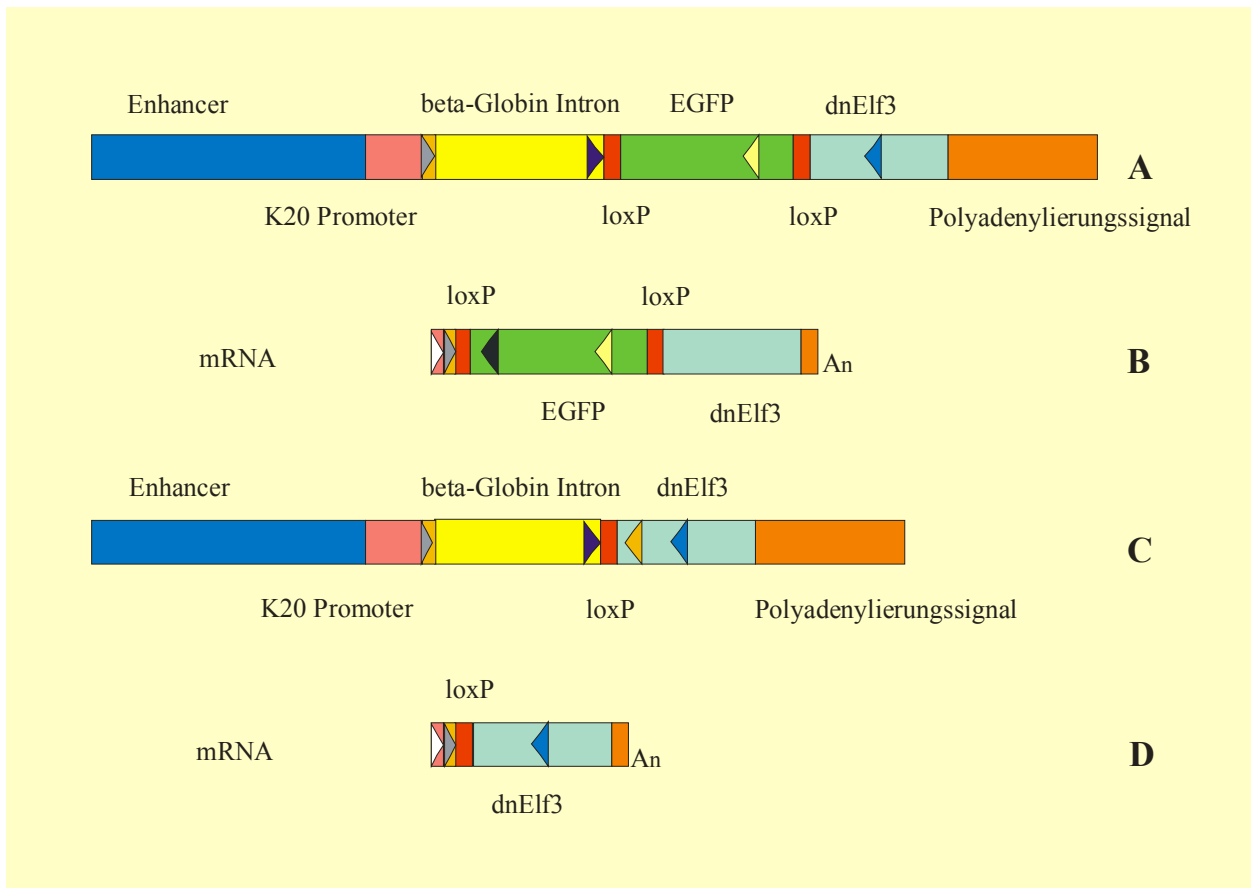 Enhancer beta-Globin Intron EGFP dnElf3
A
K20 Promoter loxP loxP Polyadenylierungssignal
loxP loxP
mRNA An B
EGFP dnElf3
Enhancer beta-Globin Intron dnElf3
C
K20 Promoter loxP Polyadenylierungssignal
loxP
mRNA An D
dnElf3